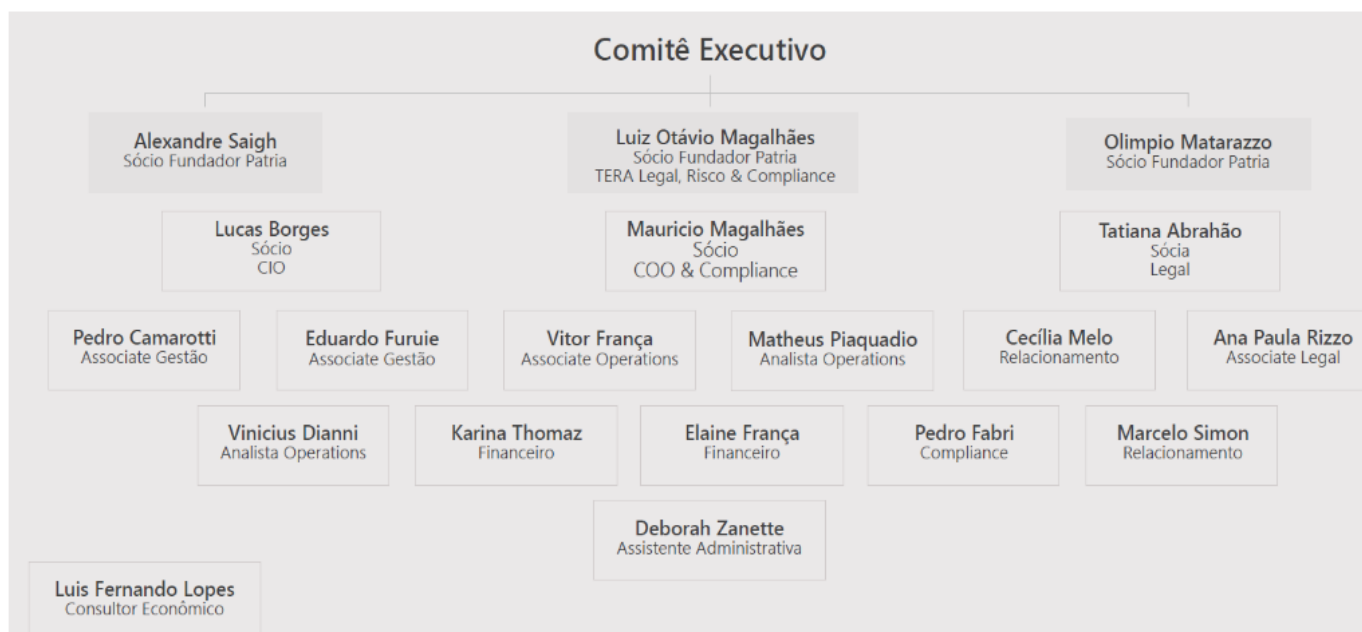 Comitê Executivo
Alexandre Saigh
Sócio Fundador Patria
Luiz Otávio Magalhães
Sócio Fundador Patria
TERA Legal, Risco & Compliance
Olimpio Matarazzo
Sócio Fundador Patria
Lucas Borges
Sócio
CIO
Mauricio Magalhães
Sócio
COO & Compliance
Tatiana Abrahão
Sócia
Legal
Pedro Camarotti
Associate Gestão
Eduardo Furuie
Associate Gestão
Vitor França
Associate Operations
Matheus Piaquadio
Analista Operations
Cecília Melo
Relacionamento
Ana Paula Rizzo
Associate Legal
Vinicius Dianni
Analista Operations
Karina Thomaz
Financeiro
Elaine França
Financeiro
Pedro Fabri
Compliance
Marcelo Simon
Relacionamento
Deborah Zanette
Assistente Administrativa
Luis Fernando Lopes
Consultor Econômico